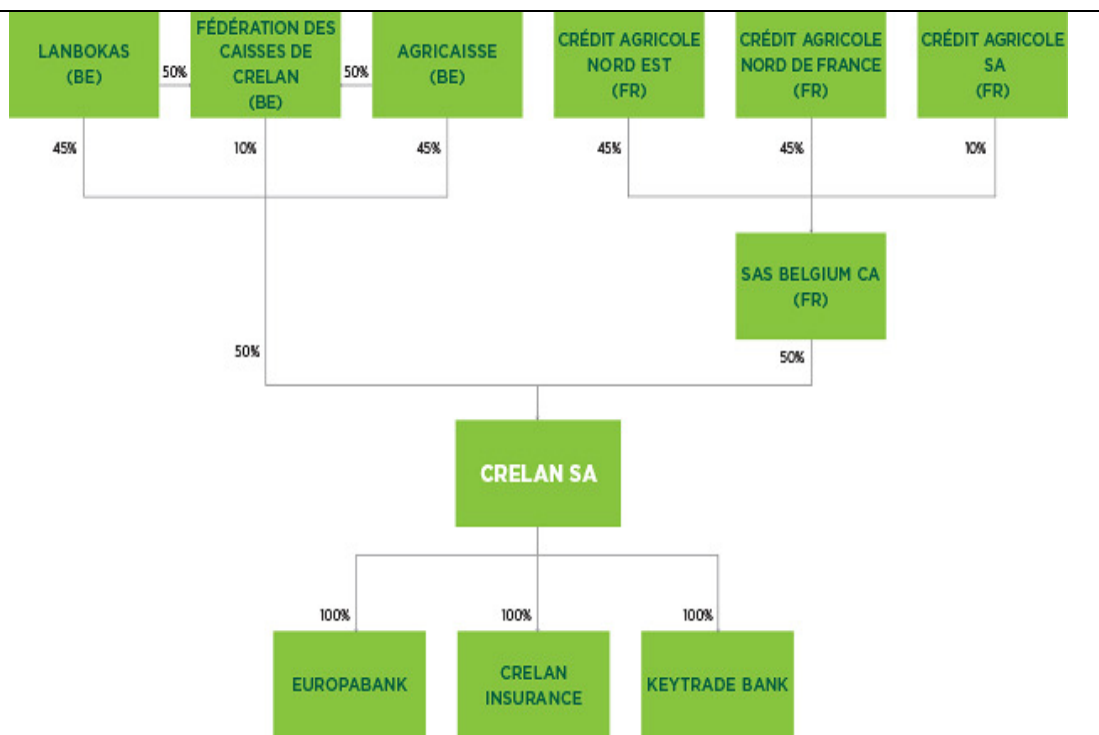 LANBOKAS
(BE)
50%
FÉDÉRATION DES
CAISSES DE
CRELAN
(BE)
50%
AGRICAISSE
(BE)
CRÉDIT AGRICOLE
NORD EST
(FR)
CRÉDIT AGRICOLE
NORD DE FRANCE
(FR)
CRÉDIT AGRICOLE
SA
(FR)
45%
10%
45%
45%
45%
10%
SAS BELGIUM CA
(FR)
50%
50%
CRELAN SA
100%
100%
100%
EUROPABANK
CRELAN
INSURANCE
KEYTRADE BANK